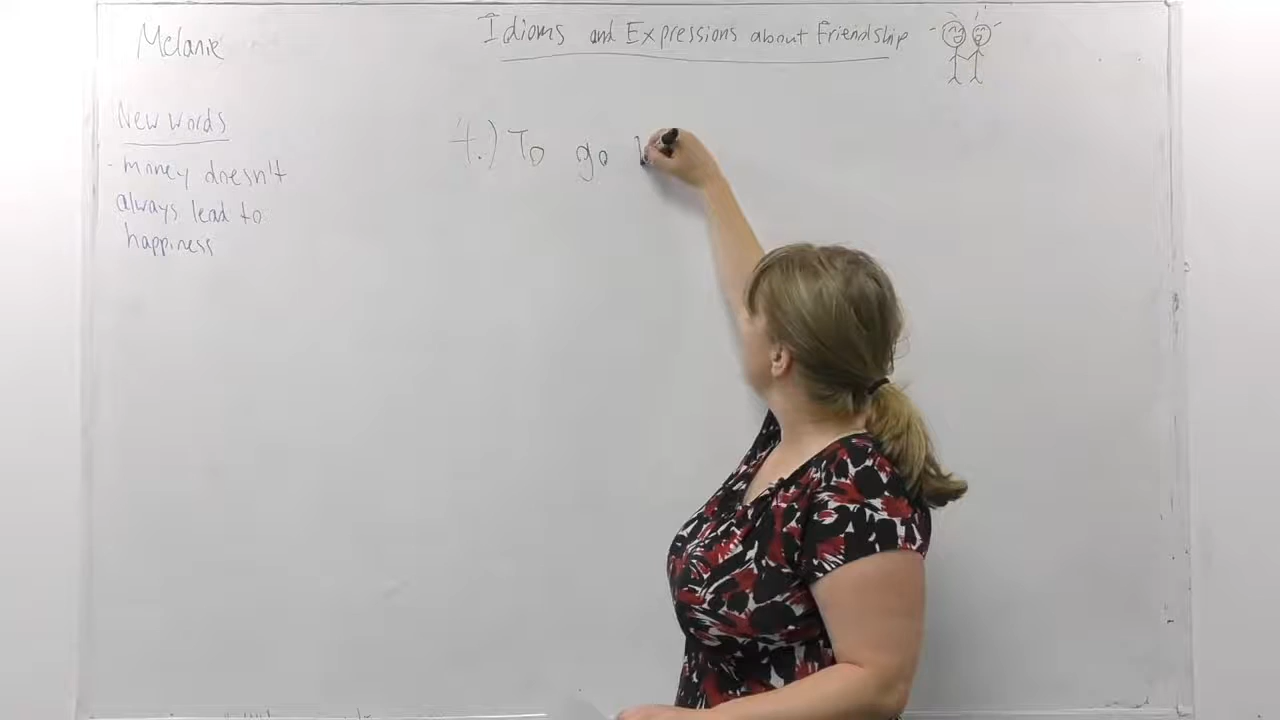 Melanie
Idioms and Expressions about Friendship
New words
- money doesn't
always lead to
happiness
4.) To go